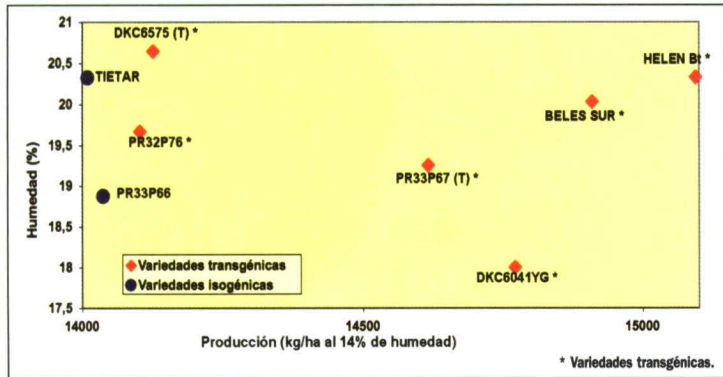 21
20,5
20
19,5
19
18,5
18
17,5
Humedad (%)
DKC6575 (T) *
HELEN Bt *
TIETAR
BELES SUR *
PR32P76 *
PR33P67 (T) *
PR33P66
DKC6041YG *
Variedades transgénicas
Variedades isogénicas
14000
14500
15000
Producción (kg/ha al 14% de humedad)
* Variedades transgénicas.